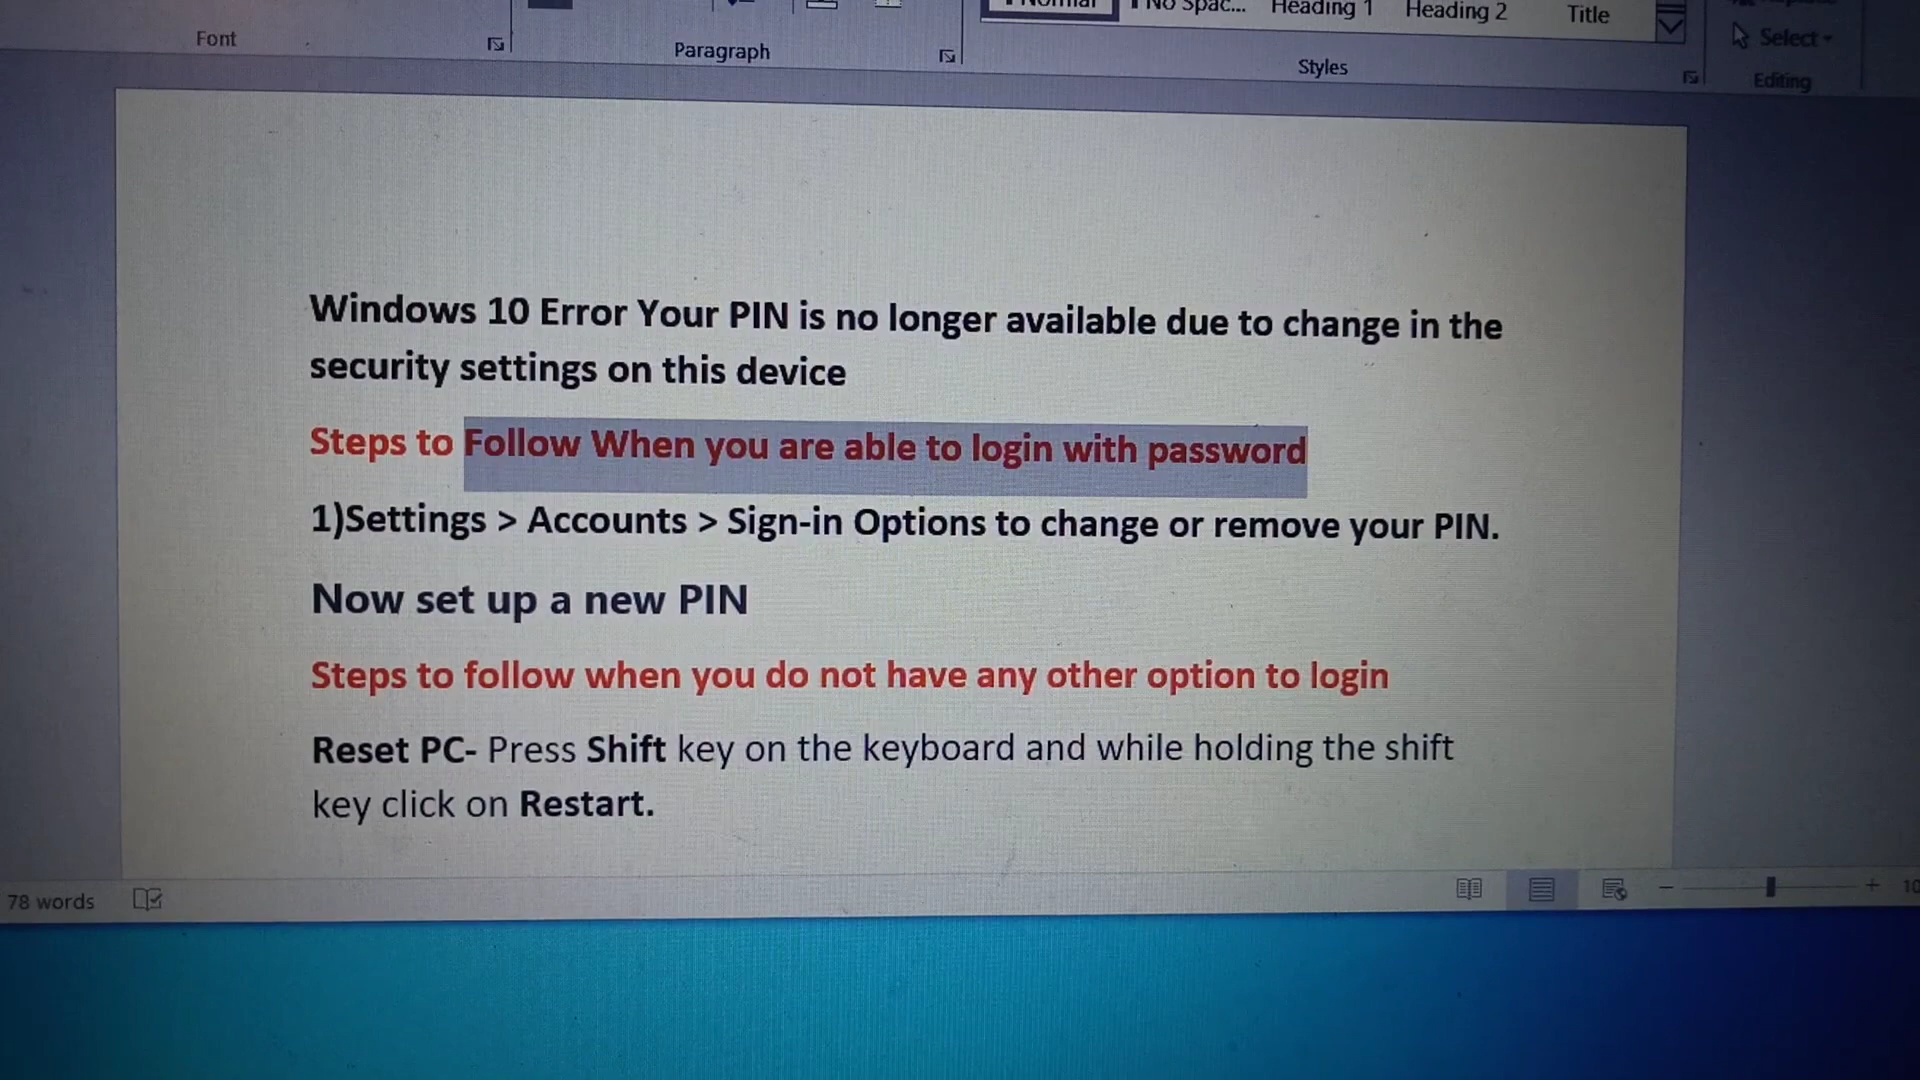 Font
Paragraph
Styles
Editing
No Spac...
Heading 1
Heading 2
Title
Select
Windows 10 Error Your PIN is no longer available due to change in the
security settings on this device
Steps to Follow When you are able to login with password
1)Settings > Accounts > Sign-in Options to change or remove your PIN.
Now set up a new PIN
Steps to follow when you do not have any other option to login
Reset PC- Press Shift key on the keyboard and while holding the shift
key click on Restart.
78 words